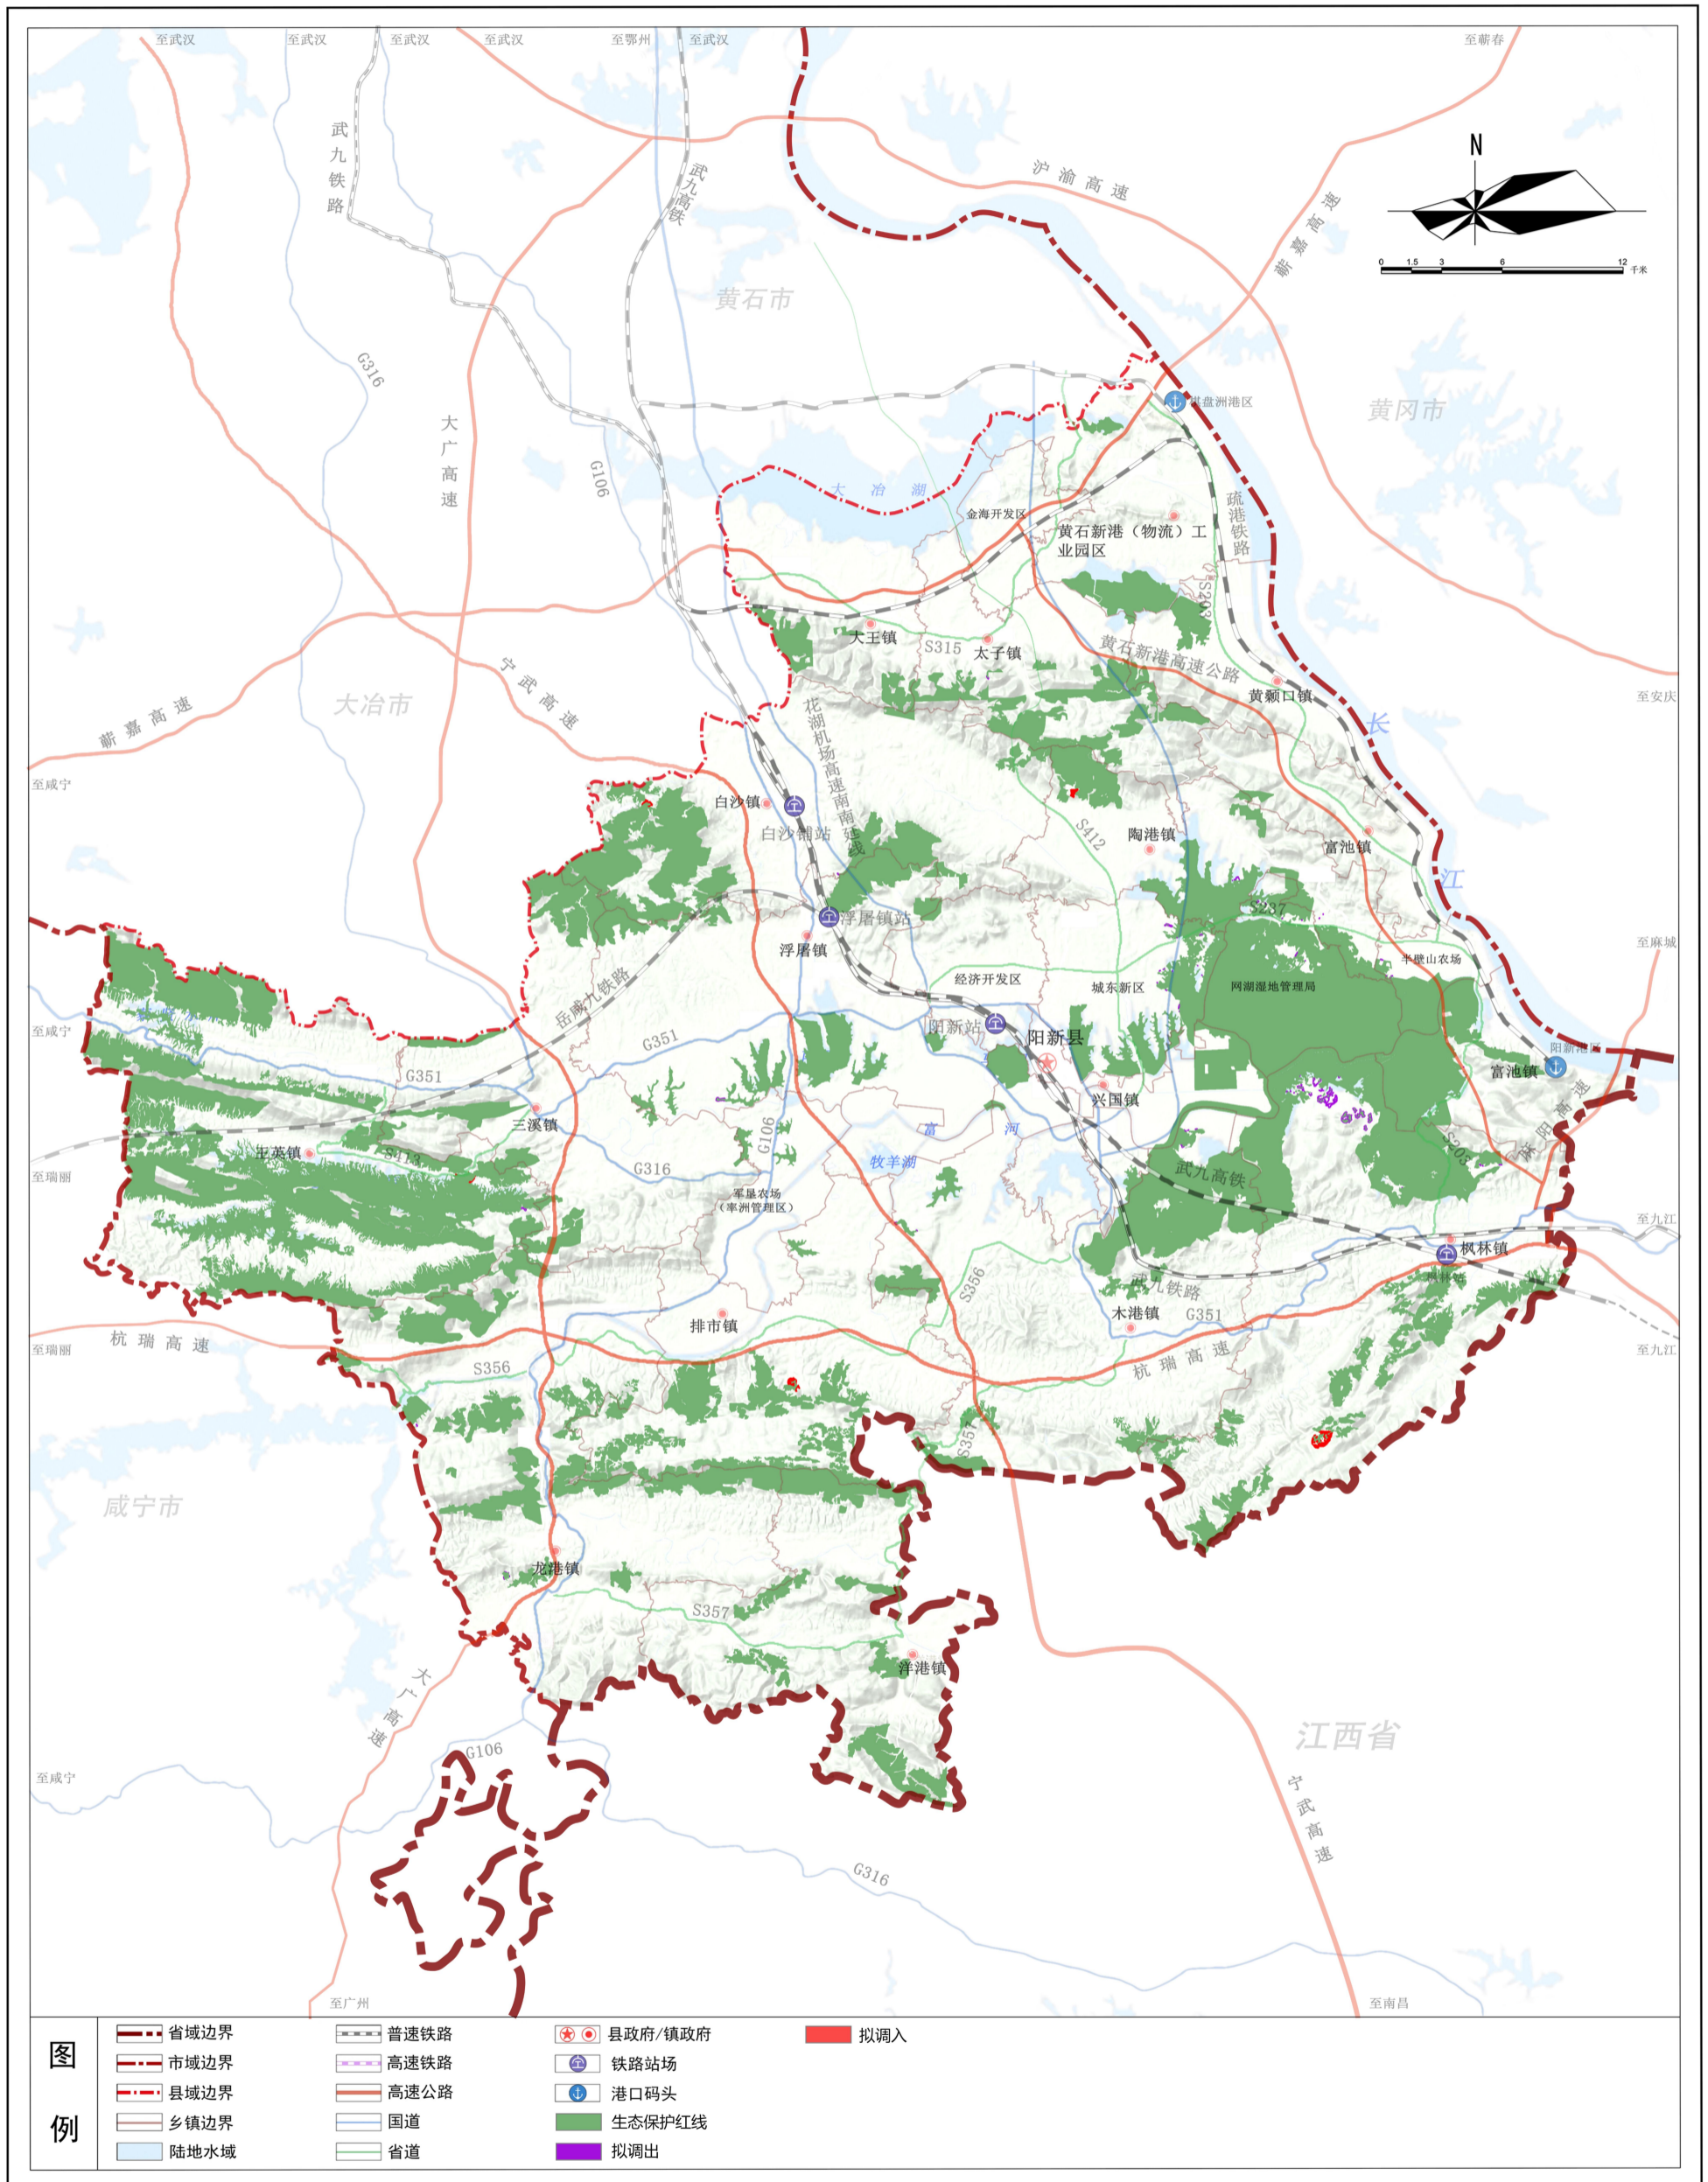 至武汉
至武汉
至武汉
至武汉
至鄂州
至武汉
至蕲春
武九铁路
武九高铁
沪渝高速
蕲嘉高速
N
0 1.5 3 6 12 千米
黄石市
G316
大广高速
黄冈市
棋盘洲港区
G106
大冶湖
疏港铁路
金海开发区
黄石新港（物流）工
业园区
S203
大王镇
S315
太子镇
黄石新港高速公路
宁武高速
黄颡口镇
至安庆
大冶市
蕲嘉高速
花湖机场高速南南延线
长
至咸宁
白沙镇
白沙铺站
S412
陶港镇
富池镇
江
浮屠镇站
S237
浮屠镇
至麻城
半壁山农场
经济开发区
城东新区
网湖湿地管理局
岳咸九铁路
至咸宁
阳新站
阳新县
G351
阳新港区
富池镇
G351
兴国镇
三溪镇
G106
富河
麻阳高速
王英镇
S413
S203
G316
牧羊湖
武九高铁
至瑞丽
军垦农场
（率洲管理区）
至九江
枫林镇
枫林站
S356
武九铁路
木港镇
G351
排市镇
杭瑞高速
至瑞丽
至九江
杭瑞高速
S356
S357
咸宁市
龙港镇
S357
洋港镇
大广高速
江西省
G106
至咸宁
宁武高速
G316
至广州
至南昌
图例
省域边界
市域边界
县域边界
乡镇边界
陆地水域
普速铁路
高速铁路
高速公路
国道
省道
县政府/镇政府
铁路站场
港口码头
生态保护红线
拟调出
拟调入